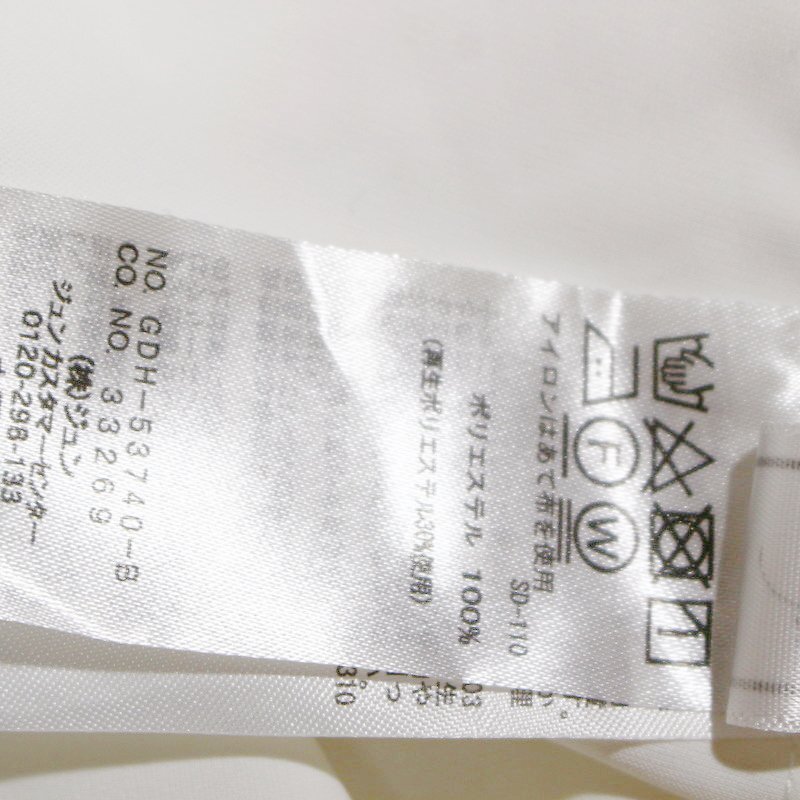 F W
アイロンはあて布を使用
SD-110
ポリエステル 100%
(再生ポリエステル30%使用)
NO. GDH-53740-B
CO. NO. 33269
(株)ジュン
ジュンカスタマーセンター
0120-298-133
310
03